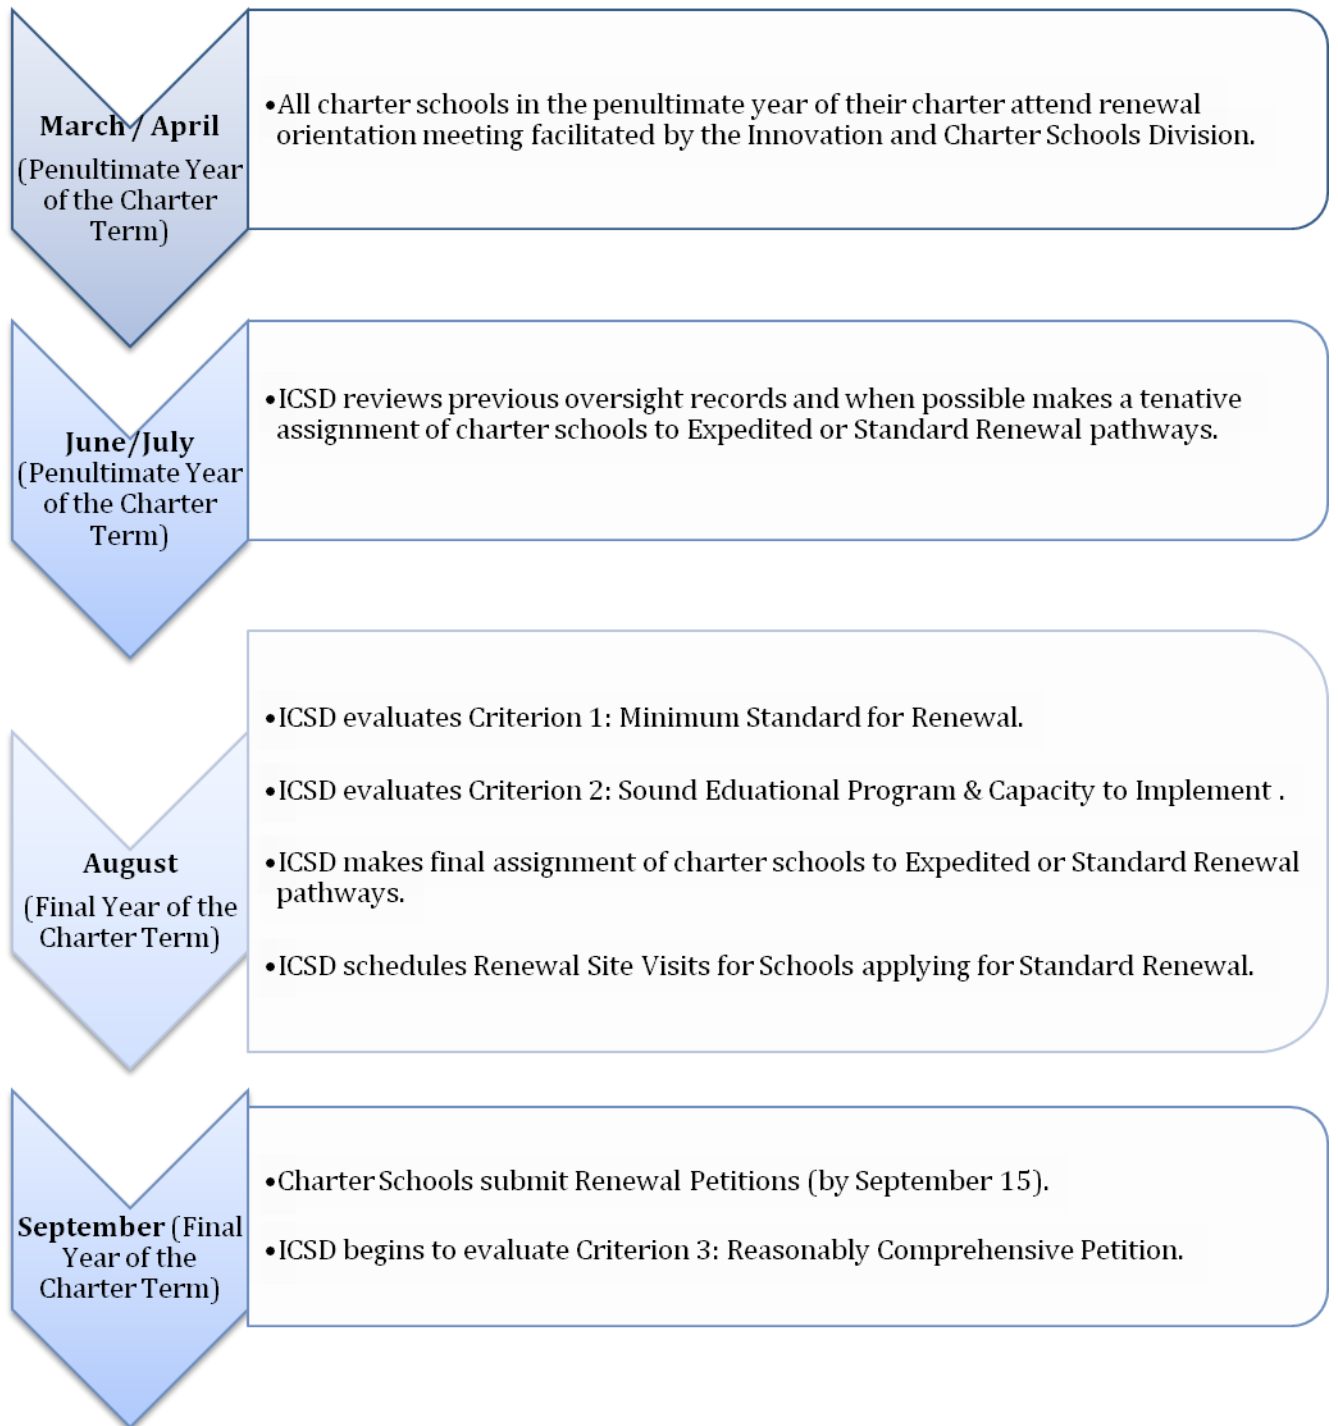 March / April
(Penultimate Year
of the Charter
Term)
•All charter schools in the penultimate year of their charter attend renewal
orientation meeting facilitated by the Innovation and Charter Schools Division.
June/July
(Penultimate Year
of the Charter
Term)
•ICSD reviews previous oversight records and when possible makes a tenative
assignment of charter schools to Expedited or Standard Renewal pathways.
August
(Final Year of the
Charter Term)
•ICSD evaluates Criterion 1: Minimum Standard for Renewal.
•ICSD evaluates Criterion 2: Sound Eduational Program & Capacity to Implement .
•ICSD makes final assignment of charter schools to Expedited or Standard Renewal
pathways.
•ICSD schedules Renewal Site Visits for Schools applying for Standard Renewal.
September (Final
Year of the
Charter Term)
•Charter Schools submit Renewal Petitions (by September 15).
•ICSD begins to evaluate Criterion 3: Reasonably Comprehensive Petition.